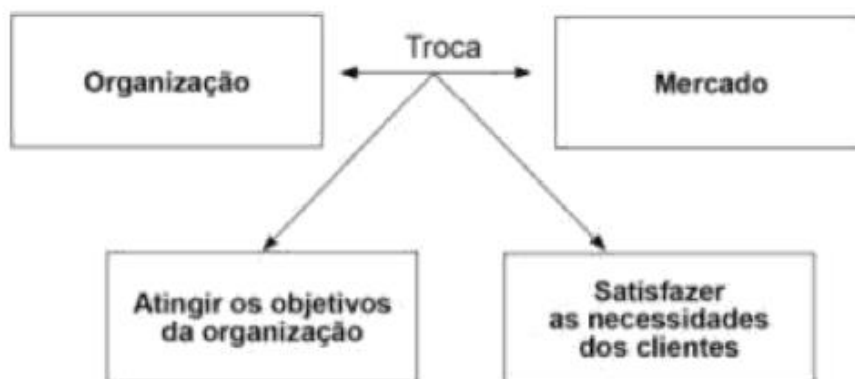 Troca
Organização
Mercado
Atingir os objetivos
da organização
Satisfazer
as necessidades
dos clientes